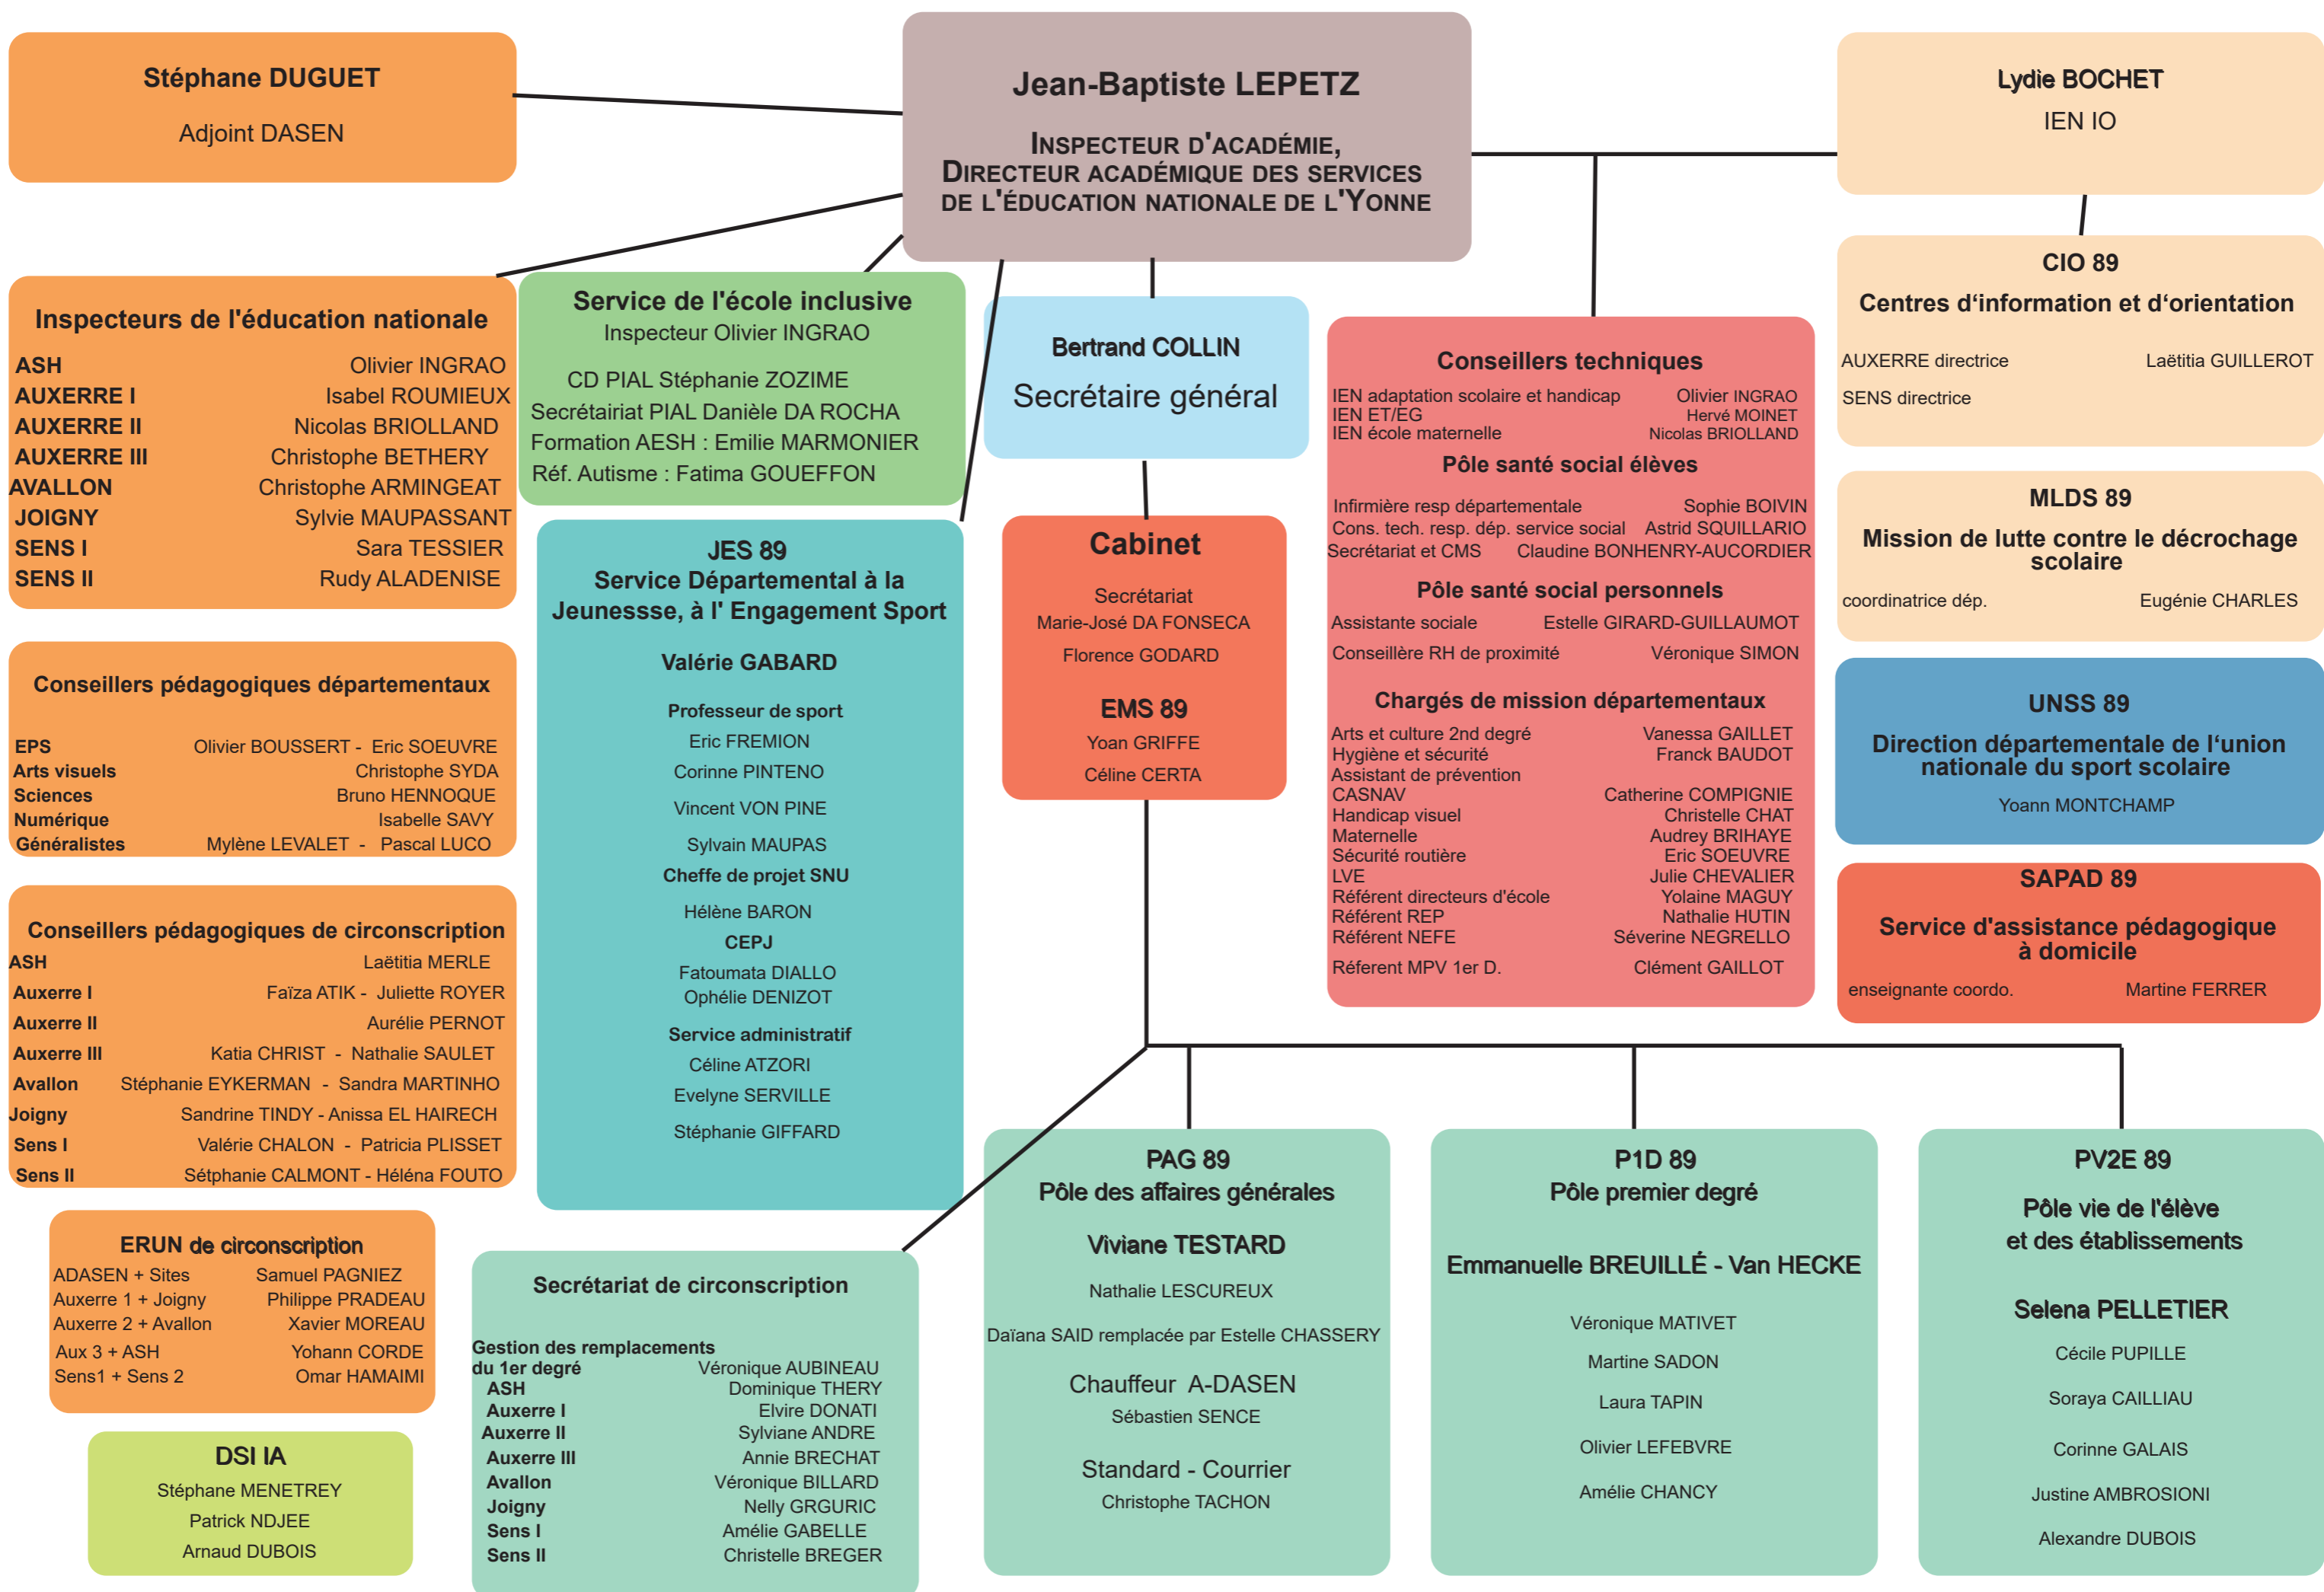 Stéphane DUGUET
Adjoint DASEN
Jean-Baptiste LEPETZ
INSPECTEUR D'ACADÉMIE,
DIRECTEUR ACADÉMIQUE DES SERVICES
DE L'ÉDUCATION NATIONALE DE L'YONNE
Lydie BOCHET
IEN IO
Inspecteurs de l'éducation nationale
ASH Olivier INGRAO
AUXERRE I Isabel ROUMIEUX
AUXERRE II Nicolas BRIOLLAND
AUXERRE III Christophe BETHERY
AVALLON Christophe ARMINGEAT
JOIGNY Sylvie MAUPASSANT
SENS I Sara TESSIER
SENS II Rudy ALADENISE
Service de l'école inclusive
Inspecteur Olivier INGRAO
CD PIAL Stéphanie ZOZIME
Secrétairiat PIAL Danièle DA ROCHA
Formation AESH : Emilie MARMONIER
Réf. Autisme : Fatima GOUEFFON
Bertrand COLLIN
Secrétaire général
Conseillers techniques
IEN adaptation scolaire et handicap Olivier INGRAO
IEN ET/EG Hervé MOINET
IEN école maternelle Nicolas BRIOLLAND
Pôle santé social élèves
Infirmière resp départementale Sophie BOIVIN
Cons. tech. resp. dép. service social Astrid SQUILLARIO
Secrétariat et CMS Claudine BONHENRY-AUCORDIER
Pôle santé social personnels
Assistante sociale Estelle GIRARD-GUILLAUMOT
Conseillère RH de proximité Véronique SIMON
Chargés de mission départementaux
Arts et culture 2nd degré Vanessa GAILLET
Hygiène et sécurité Franck BAUDOT
Assistant de prévention
CASNAV Catherine COMPIGNIE
Handicap visuel Christelle CHAT
Maternelle Audrey BRIHAYE
Sécurité routière Eric SOEUVRE
LVE Julie CHEVALIER
Référent directeurs d'école Yolaine MAGUY
Référent REP Nathalie HUTIN
Référent NEFE Séverine NEGRELLO
Réferent MPV 1er D. Clément GAILLOT
CIO 89
Centres d‘information et d‘orientation
AUXERRE directrice Laëtitia GUILLEROT
SENS directrice
MLDS 89
Mission de lutte contre le décrochage
scolaire
coordinatrice dép. Eugénie CHARLES
UNSS 89
Direction départementale de l‘union
nationale du sport scolaire
Yoann MONTCHAMP
SAPAD 89
Service d'assistance pédagogique
à domicile
enseignante coordo. Martine FERRER
JES 89
Service Départemental à la
Jeunessse, à l' Engagement Sport
Valérie GABARD
Professeur de sport
Eric FREMION
Corinne PINTENO
Vincent VON PINE
Sylvain MAUPAS
Cheffe de projet SNU
Hélène BARON
CEPJ
Fatoumata DIALLO
Ophélie DENIZOT
Service administratif
Céline ATZORI
Evelyne SERVILLE
Stéphanie GIFFARD
Cabinet
Secrétariat
Marie-José DA FONSECA
Florence GODARD
EMS 89
Yoan GRIFFE
Céline CERTA
Conseillers pédagogiques départementaux
EPS Olivier BOUSSERT - Eric SOEUVRE
Arts visuels Christophe SYDA
Sciences Bruno HENNOQUE
Numérique Isabelle SAVY
Généralistes Mylène LEVALET - Pascal LUCO
Conseillers pédagogiques de circonscription
ASH Laëtitia MERLE
Auxerre I Faïza ATIK - Juliette ROYER
Auxerre II Aurélie PERNOT
Auxerre III Katia CHRIST - Nathalie SAULET
Avallon Stéphanie EYKERMAN - Sandra MARTINHO
Joigny Sandrine TINDY - Anissa EL HAIRECH
Sens I Valérie CHALON - Patricia PLISSET
Sens II Sétphanie CALMONT - Héléna FOUTO
ERUN de circonscription
ADASEN + Sites Samuel PAGNIEZ
Auxerre 1 + Joigny Philippe PRADEAU
Auxerre 2 + Avallon Xavier MOREAU
Aux 3 + ASH Yohann CORDE
Sens1 + Sens 2 Omar HAMAIMI
DSI IA
Stéphane MENETREY
Patrick NDJEE
Arnaud DUBOIS
Secrétariat de circonscription
Gestion des remplacements
du 1er degré Véronique AUBINEAU
ASH Dominique THERY
Auxerre I Elvire DONATI
Auxerre II Sylviane ANDRE
Auxerre III Annie BRECHAT
Avallon Véronique BILLARD
Joigny Nelly GRGURIC
Sens I Amélie GABELLE
Sens II Christelle BREGER
PAG 89
Pôle des affaires générales
Viviane TESTARD
Nathalie LESCUREUX
Daïana SAID remplacée par Estelle CHASSERY
Chauffeur A-DASEN
Sébastien SENCE
Standard - Courrier
Christophe TACHON
P1D 89
Pôle premier degré
Emmanuelle BREUILLÉ - Van HECKE
Véronique MATIVET
Martine SADON
Laura TAPIN
Olivier LEFEBVRE
Amélie CHANCY
PV2E 89
Pôle vie de l'élève
et des établissements
Selena PELLETIER
Cécile PUPILLE
Soraya CAILLIAU
Corinne GALAIS
Justine AMBROSIONI
Alexandre DUBOIS